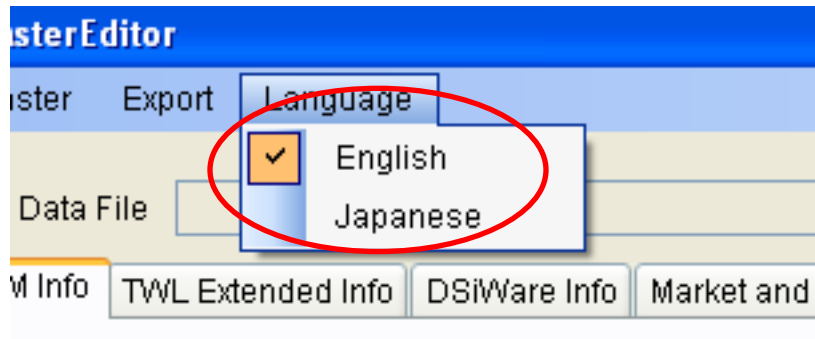 sterEditor
ster Export Language
English
Data File
Japanese
M Info TWL Extended Info DSiWare Info Market and